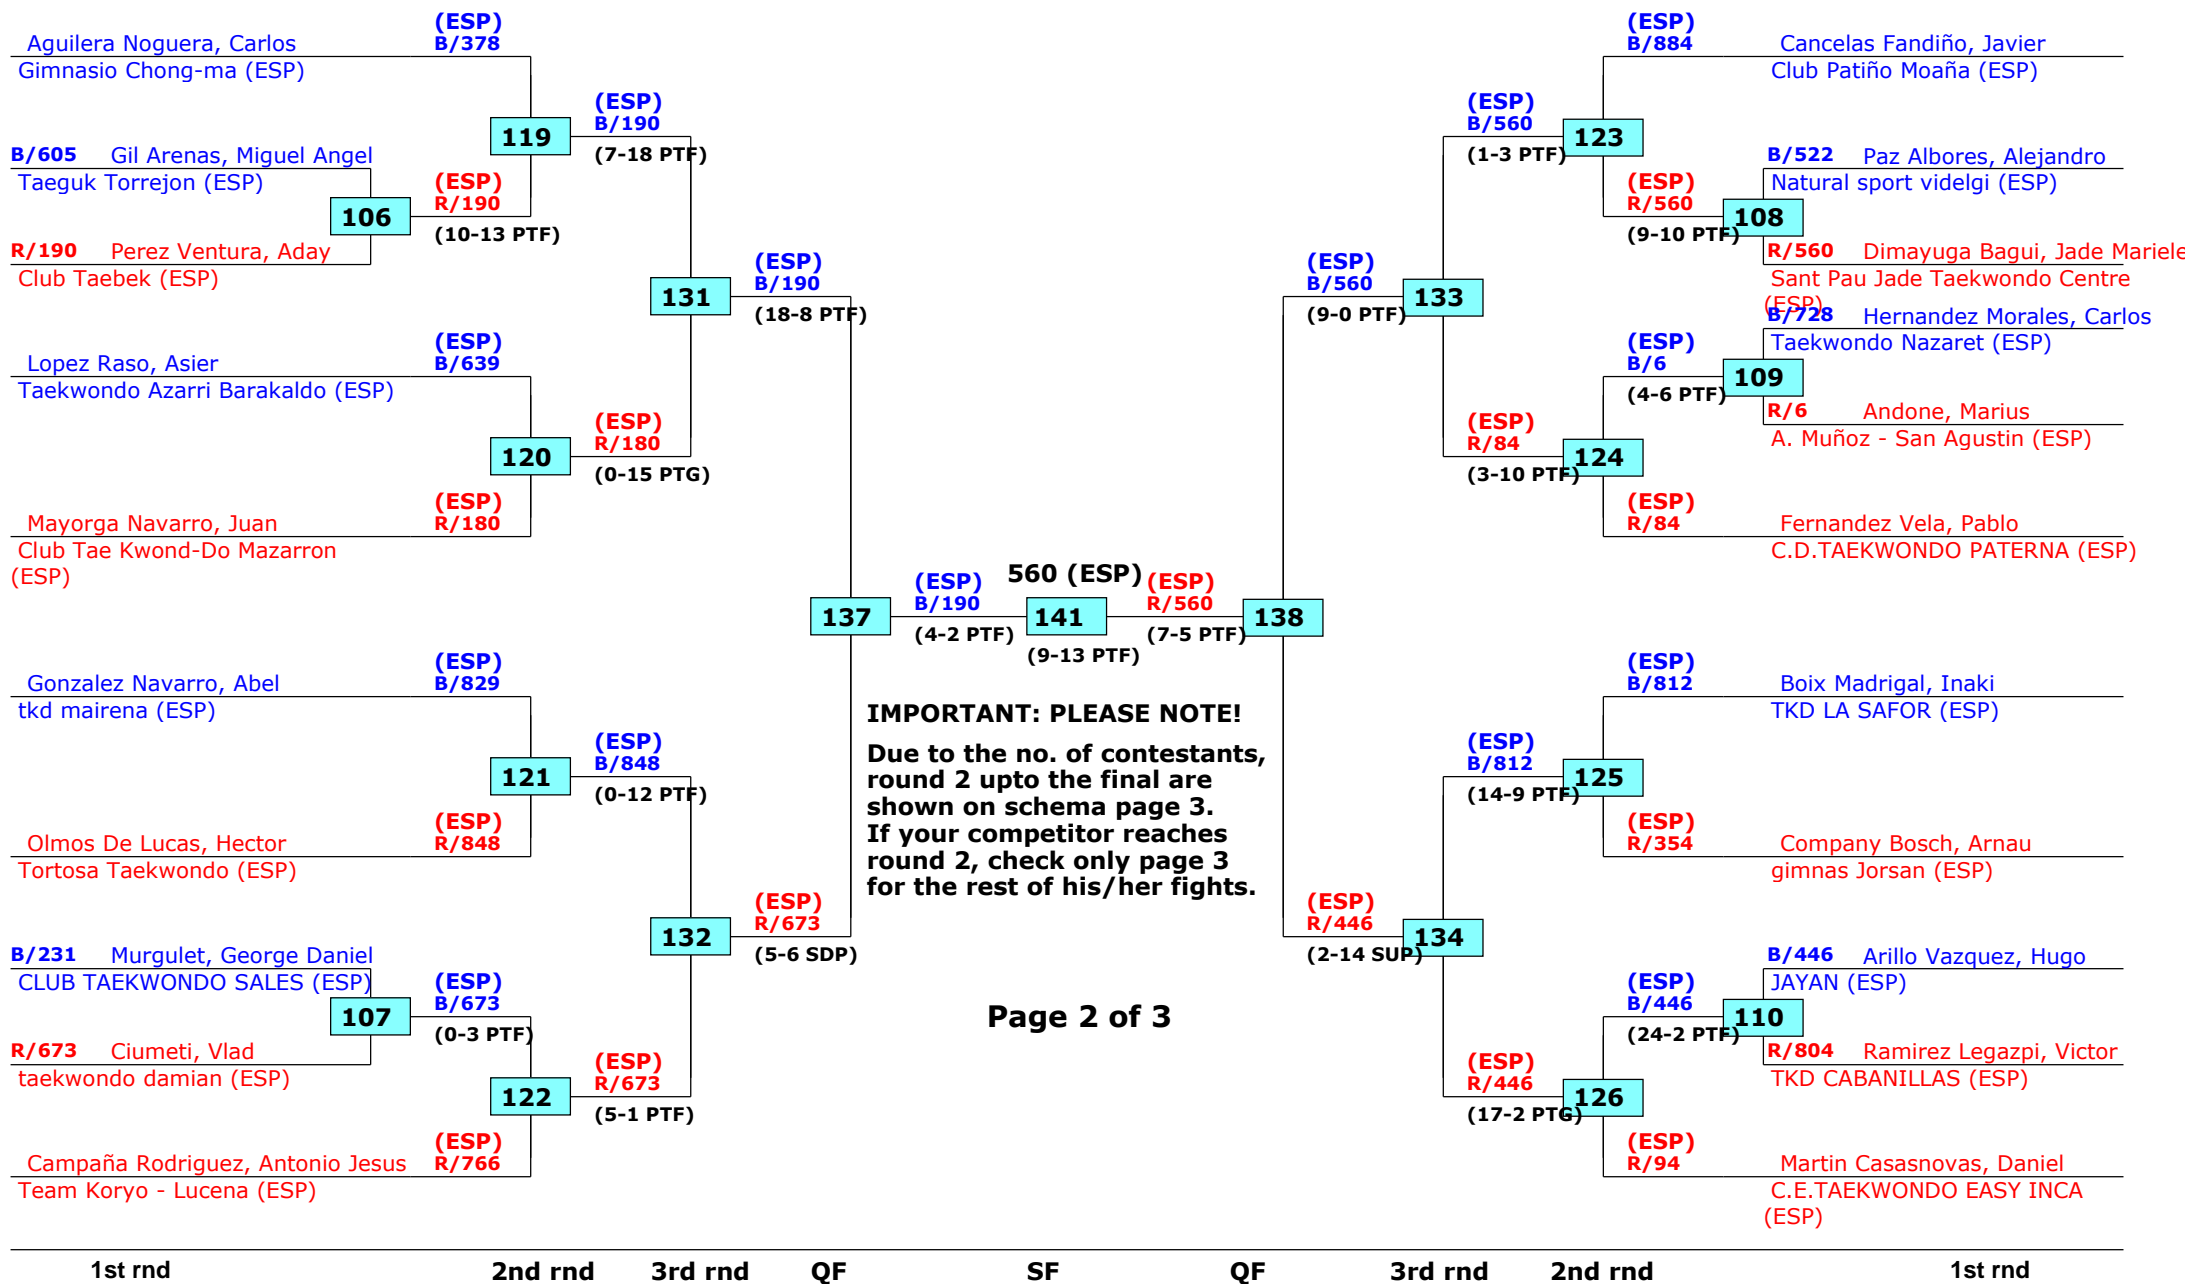 (ESP)
B/378
Aguilera Noguera, Carlos
Gimnasio Chong-ma (ESP)
119
(ESP)
B/190
(7-18 PTF)
B/605 Gil Arenas, Miguel Angel
Taeguk Torrejon (ESP)
106
(ESP)
R/190
(10-13 PTF)
R/190 Perez Ventura, Aday
Club Taebek (ESP)
131
(ESP)
B/190
(18-8 PTF)
(ESP)
B/639
Lopez Raso, Asier
Taekwondo Azarri Barakaldo (ESP)
120
(ESP)
R/180
(0-15 PTG)
(ESP)
R/180
Mayorga Navarro, Juan
Club Tae Kwond-Do Mazarron
(ESP)
137
(ESP)
B/190
(4-2 PTF)
560 (ESP)
141
(9-13 PTF)
(ESP)
R/560
(7-5 PTF)
138
(ESP)
B/829
Gonzalez Navarro, Abel
tkd mairena (ESP)
121
(ESP)
B/848
(0-12 PTF)
(ESP)
R/848
Olmos De Lucas, Hector
Tortosa Taekwondo (ESP)
132
(ESP)
R/673
(5-6 SDP)
B/231 Murgulet, George Daniel
CLUB TAEKWONDO SALES (ESP)
107
(ESP)
B/673
(0-3 PTF)
R/673 Ciumeti, Vlad
taekwondo damian (ESP)
122
(ESP)
R/673
(5-1 PTF)
(ESP)
R/766
Campaña Rodriguez, Antonio Jesus
Team Koryo - Lucena (ESP)
IMPORTANT: PLEASE NOTE!
Due to the no. of contestants,
round 2 upto the final are
shown on schema page 3.
If your competitor reaches
round 2, check only page 3
for the rest of his/her fights.
Page 2 of 3
(ESP)
B/884
Cancelas Fandiño, Javier
Club Patiño Moaña (ESP)
(ESP)
B/560
(1-3 PTF)
123
B/522 Paz Albores, Alejandro
Natural sport videlgi (ESP)
(ESP)
R/560
(9-10 PTF)
108
R/560 Dimayuga Bagui, Jade Mariele
Sant Pau Jade Taekwondo Centre
(ESP)
(ESP)
B/560
(9-0 PTF)
133
B/728 Hernandez Morales, Carlos
Taekwondo Nazaret (ESP)
(ESP)
B/6
(4-6 PTF)
109
R/6 Andone, Marius
A. Muñoz - San Agustin (ESP)
(ESP)
R/84
(3-10 PTF)
124
(ESP)
R/84
Fernandez Vela, Pablo
C.D.TAEKWONDO PATERNA (ESP)
(ESP)
B/812
Boix Madrigal, Inaki
TKD LA SAFOR (ESP)
(ESP)
B/812
(14-9 PTF)
125
(ESP)
R/354
Company Bosch, Arnau
gimnas Jorsan (ESP)
(ESP)
R/446
(2-14 SUP)
134
B/446 Arillo Vazquez, Hugo
JAYAN (ESP)
(ESP)
B/446
(24-2 PTF)
110
R/804 Ramirez Legazpi, Victor
TKD CABANILLAS (ESP)
(ESP)
R/446
(17-2 PTG)
126
(ESP)
R/94
Martin Casasnovas, Daniel
C.E.TAEKWONDO EASY INCA
(ESP)
1st rnd 2nd rnd 3rd rnd QF SF QF 3rd rnd 2nd rnd 1st rnd